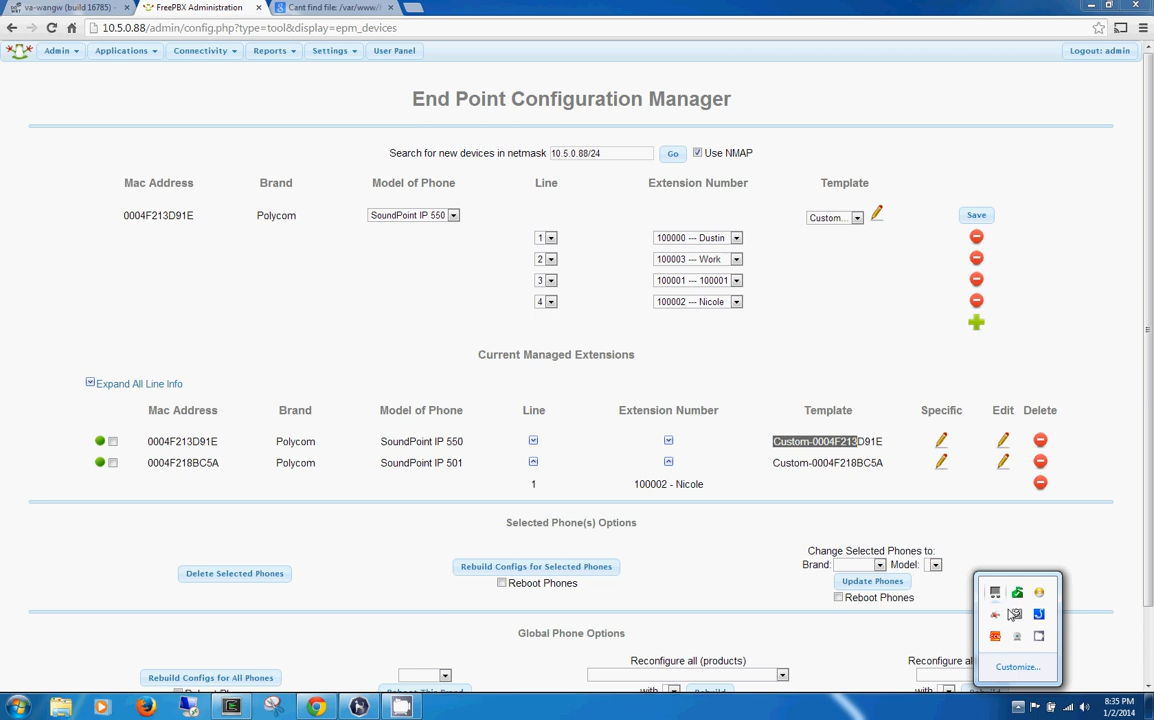 va-wangw (build 16785)
FreePBX Administration
Cant find file: /var/www/
10.5.0.88/admin/config.php?type=tool&display=epm_devices
Admin Applications Connectivity Reports Settings User Panel Logout: admin
End Point Configuration Manager
Search for new devices in netmask 10.5.0.88/24 Go Use NMAP
Mac Address Brand Model of Phone Line Extension Number Template
0004F213D91E Polycom SoundPoint IP 550 Custom... Save
1 100000 --- Dustin
2 100003 --- Work
3 100001 --- 100001
4 100002 --- Nicole
Current Managed Extensions
Expand All Line Info
Mac Address Brand Model of Phone Line Extension Number Template Specific Edit Delete
0004F213D91E Polycom SoundPoint IP 550 Custom-0004F213D91E
0004F218BC5A Polycom SoundPoint IP 501 Custom-0004F218BC5A
1 100002 - Nicole
Selected Phone(s) Options
Delete Selected Phones
Rebuild Configs for Selected Phones
Reboot Phones
Change Selected Phones to:
Brand: Model:
Update Phones
Reboot Phones
Customize...
Global Phone Options
Rebuild Configs for All Phones
Reconfigure all (products)
with
Reconfigure all
8:35 PM
1/2/2014